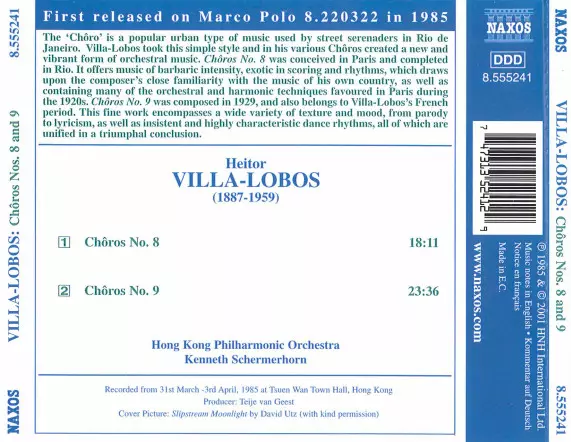 8.555241
VILLA-LOBOS: Chôros Nos. 8 and 9
NAXOS
First released on Marco Polo 8.220322 in 1985
The ‘Chôro’ is a popular urban type of music used by street serenaders in Rio de
Janeiro. Villa-Lobos took this simple style and in his various Chôros created a new and
vibrant form of orchestral music. Chôros No. 8 was conceived in Paris and completed
in Rio. It offers music of barbaric intensity, exotic in scoring and rhythms, which draws
upon the composer’s close familiarity with the music of his own country, as well as
containing many of the orchestral and harmonic techniques favoured in Paris during
the 1920s. Chôros No. 9 was composed in 1929, and also belongs to Villa-Lobo’s French
period. This fine work encompasses a wide variety of texture and mood, from parody
to lyricism, as well as insistent and highly characteristic dance rhythms, all of which are
unified in a triumphal conclusion.
Heitor
VILLA-LOBOS
(1887-1959)
1 Chôros No. 8 18:11
2 Chôros No. 9 23:36
Hong Kong Philharmonic Orchestra
Kenneth Schermerhorn
Recorded from 31st March -3rd April, 1985 at Tsuen Wan Town Hall, Hong Kong
Producer: Teije van Geest
Cover Picture: Slipstream Moonlight by David Utz (with kind permission)
NAXOS
DDD
8.555241
7 47313 52412 9
℗ 1985 & © 2001 HNH International Ltd.
Music notes in English • Kommentar auf Deutsch
Notice en français
Made in E.C.
www.naxos.com
NAXOS
VILLA-LOBOS: Chôros Nos. 8 and 9
8.555241